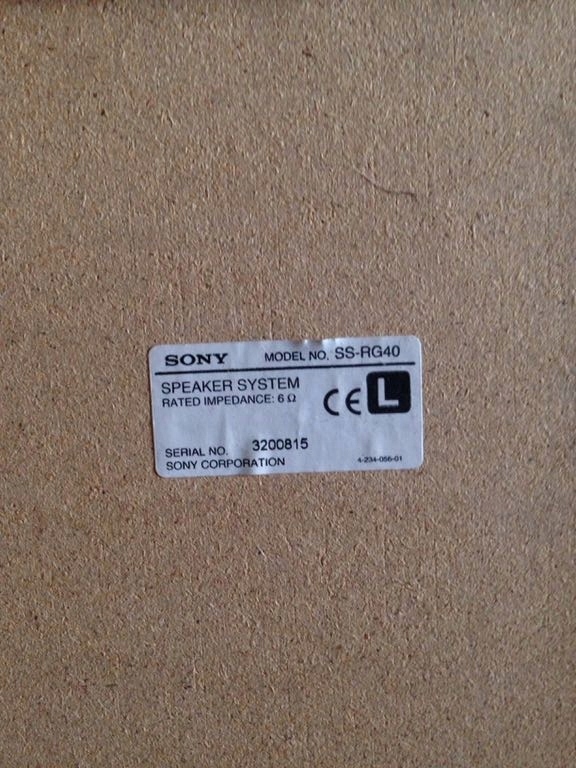 SONY MODEL NO. SS-RG40
SPEAKER SYSTEM
RATED IMPEDANCE: 6 Ω
CE L
SERIAL NO. 3200815
SONY CORPORATION 4-234-056-01